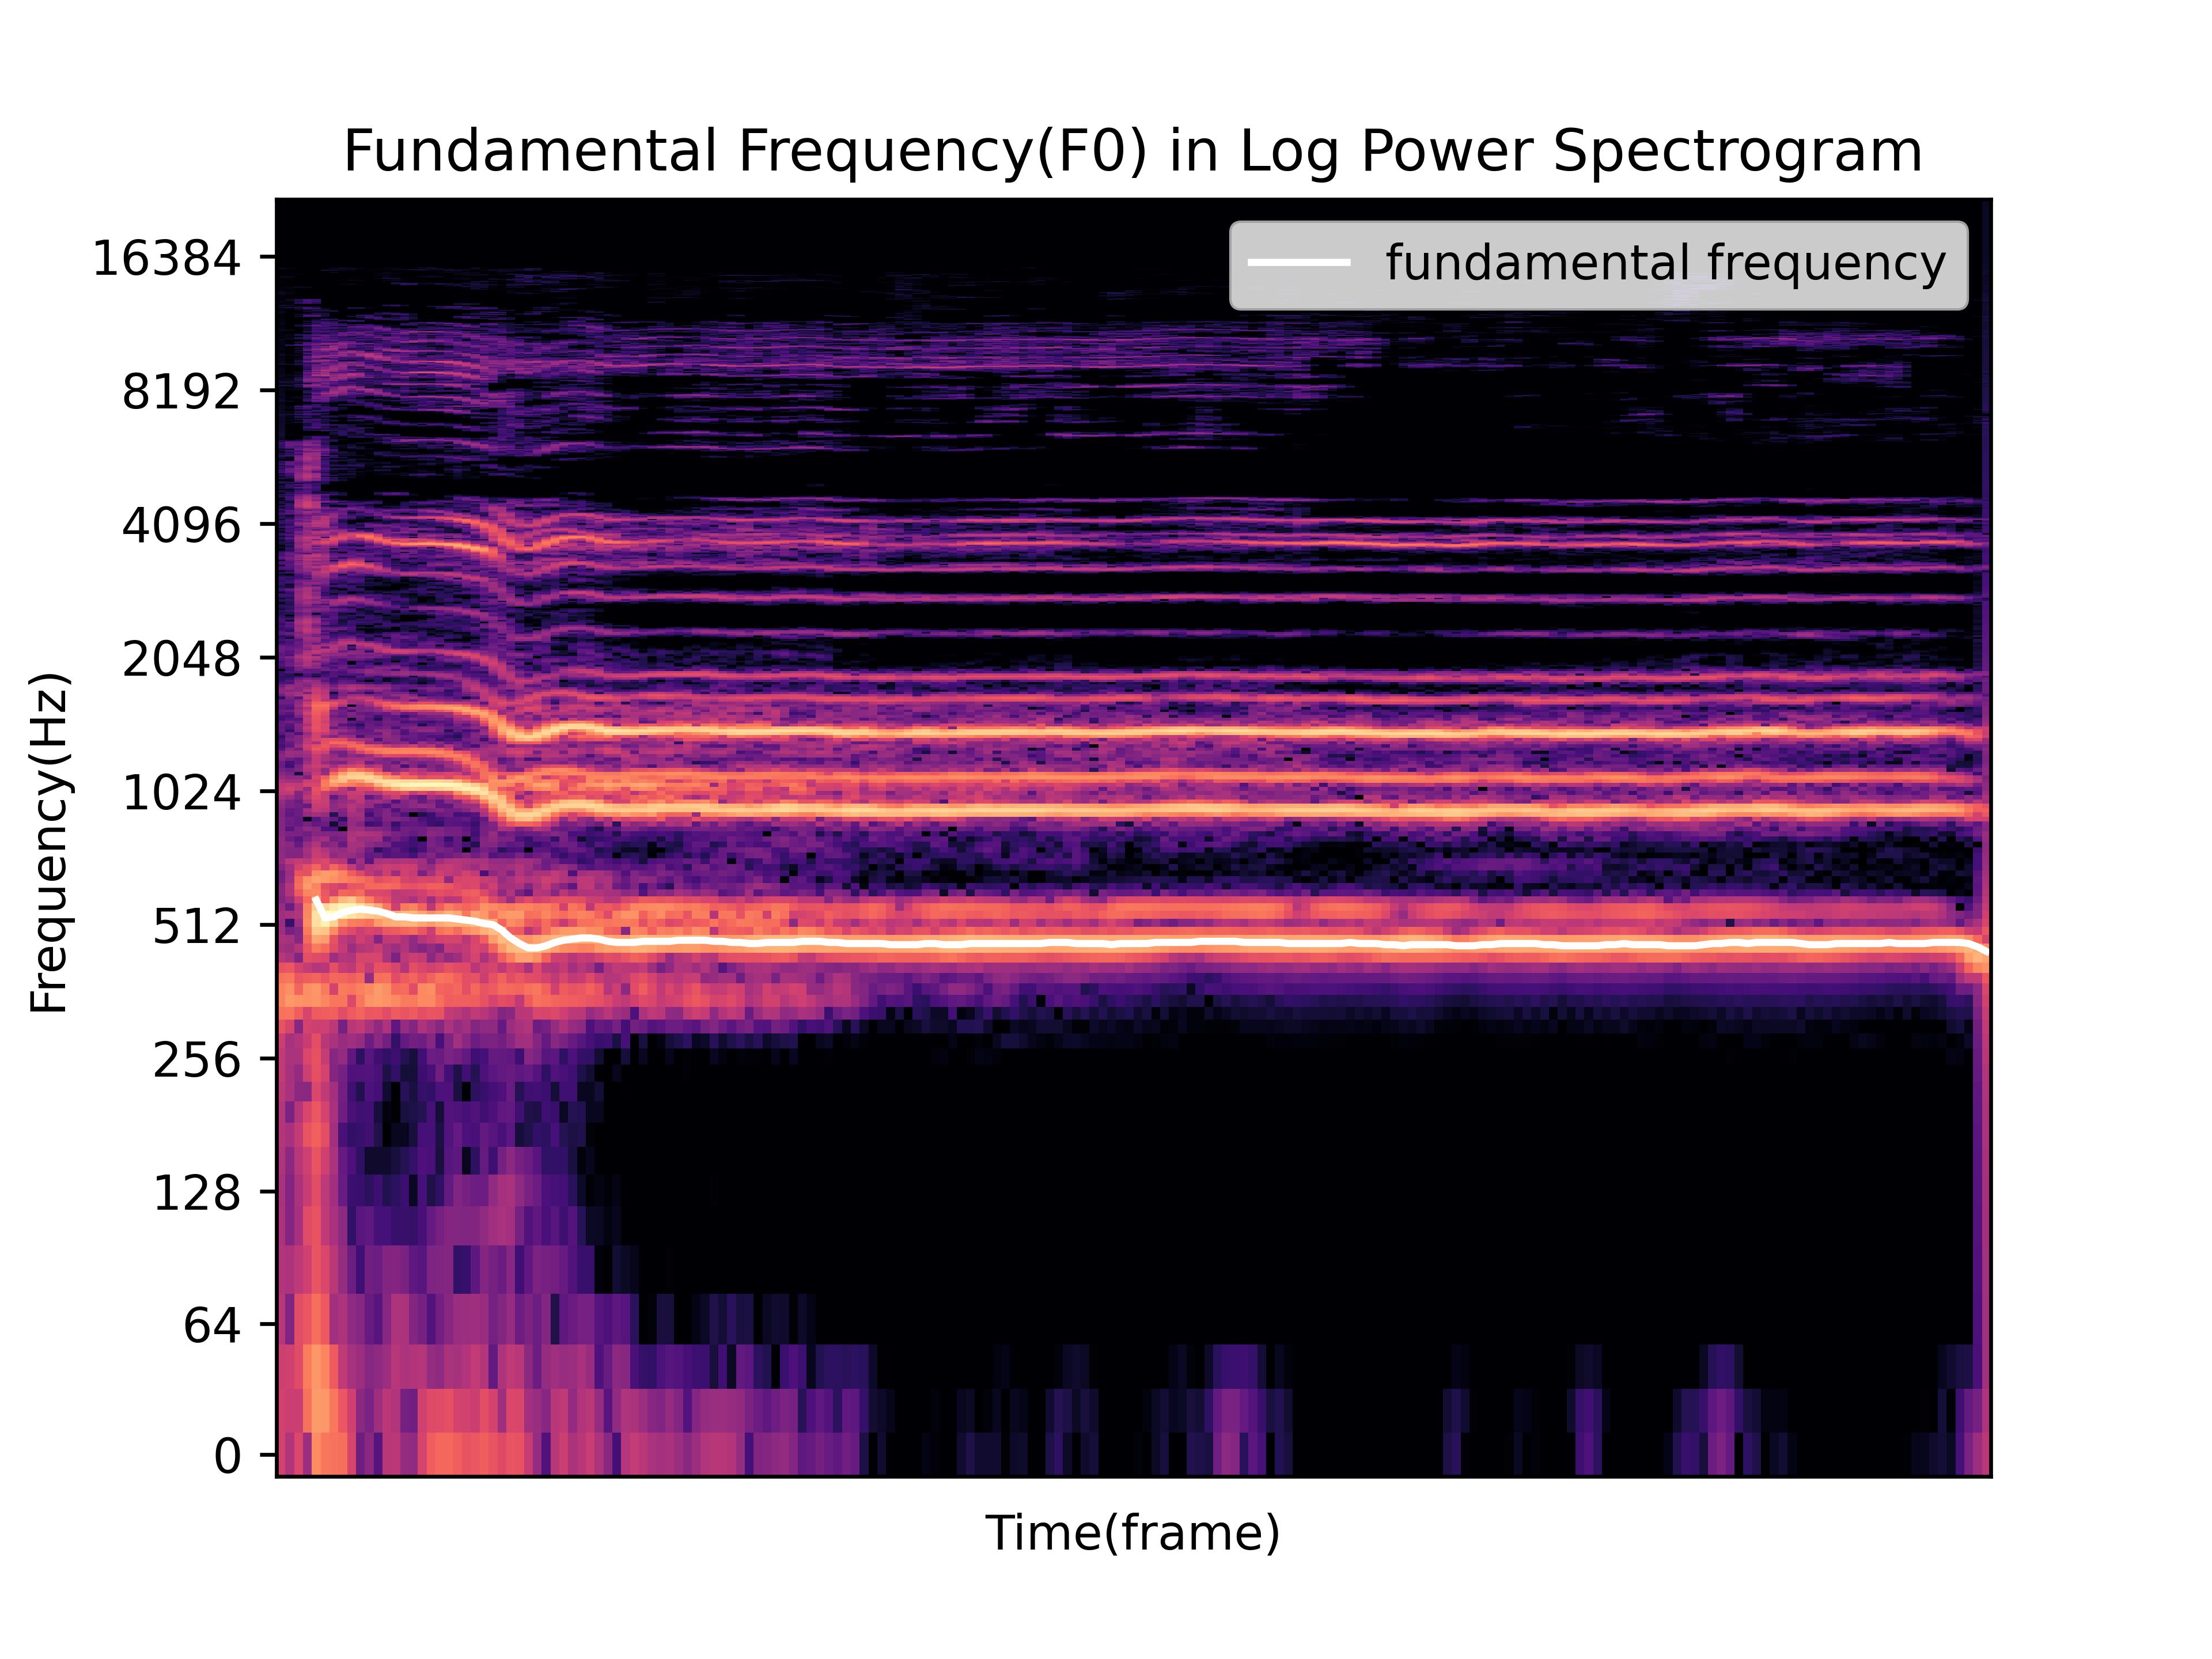 Fundamental Frequency(F0) in Log Power Spectrogram
fundamental frequency
16384
8192
4096
2048
1024
512
256
128
64
0
Frequency(Hz)
Time(frame)